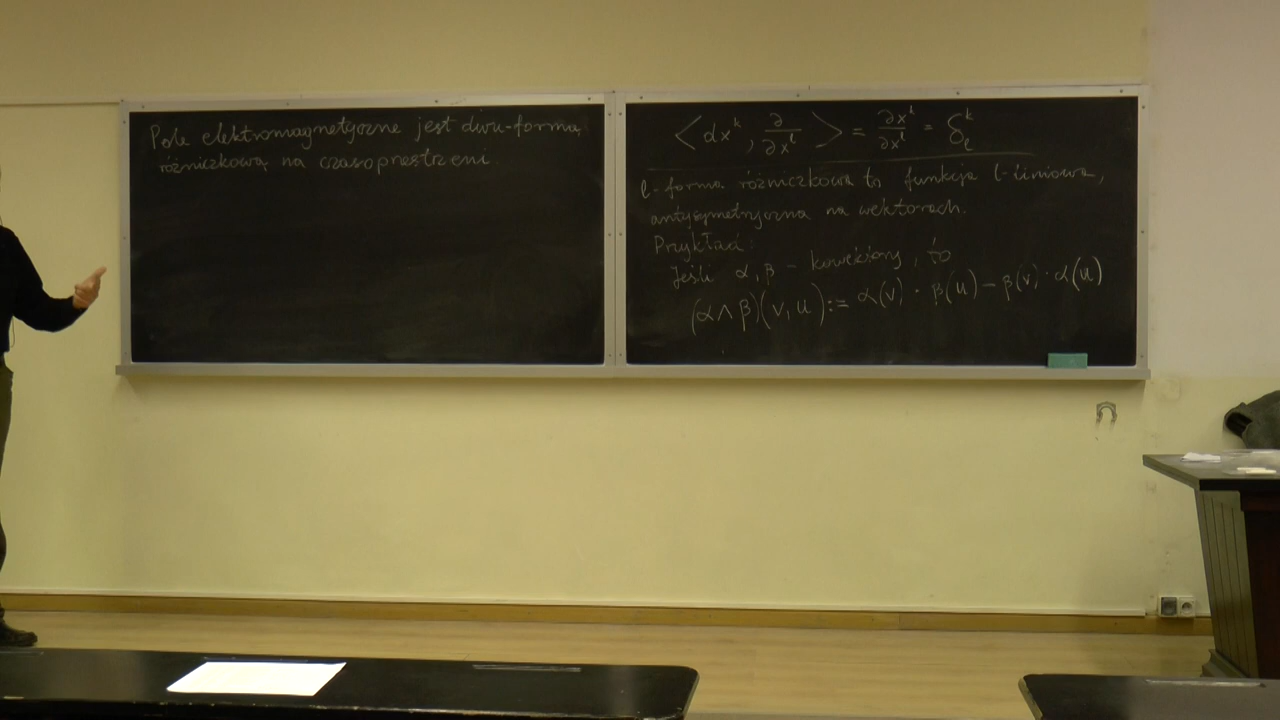 Pole elektromagnetyczne jest dwu-formą
różniczkową na czasoprzestrzeni.
< dx^k, ∂/∂x^l > = ∂x^k/∂x^l = δ_l^k
l-forma różniczkowa to funkcja l-liniowa,
antysymetryczna na wektorach.
Przykład:
Jeśli α, β - kowektory, to
(α ∧ β)(v, u) := α(v) · β(u) - β(v) · α(u)